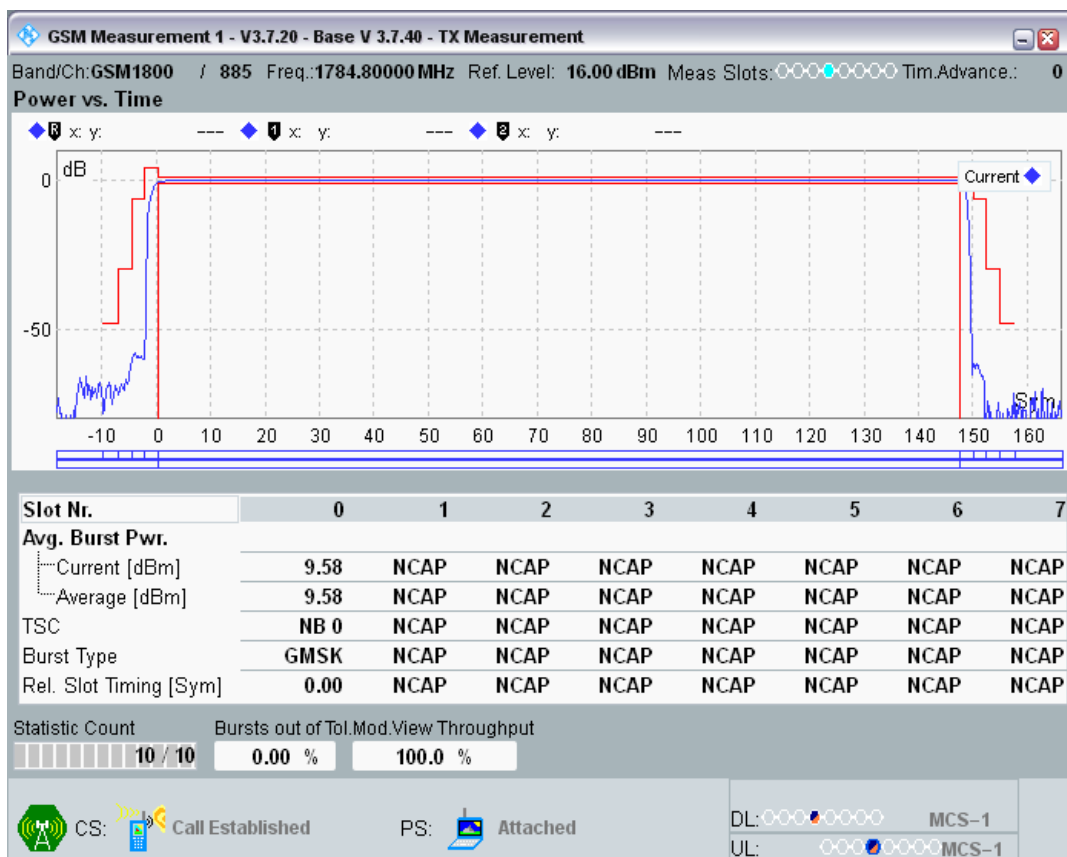 GSM Measurement 1 - V3.7.20 - Base V 3.7.40 - TX Measurement
Band/Ch:GSM1800 / 885 Freq.:1784.80000 MHz Ref. Level: 16.00 dBm Meas Slots: Tim.Advance.: 0
Power vs. Time
R x: y: --- 1 x: y: --- 2 x: y: ---
dB
Current
0
-50
Sym
-10 0 10 20 30 40 50 60 70 80 90 100 110 120 130 140 150 160
Slot Nr. 0 1 2 3 4 5 6 7
Avg. Burst Pwr.
Current [dBm] 9.58 NCAP NCAP NCAP NCAP NCAP NCAP NCAP
Average [dBm] 9.58 NCAP NCAP NCAP NCAP NCAP NCAP NCAP
TSC NB 0 NCAP NCAP NCAP NCAP NCAP NCAP NCAP
Burst Type GMSK NCAP NCAP NCAP NCAP NCAP NCAP NCAP
Rel. Slot Timing [Sym] 0.00 NCAP NCAP NCAP NCAP NCAP NCAP NCAP
Statistic Count Bursts out of Tol.Mod.View Throughput
10 / 10 0.00 % 100.0 %
CS: Call Established PS: Attached
DL: MCS-1
UL: MCS-1